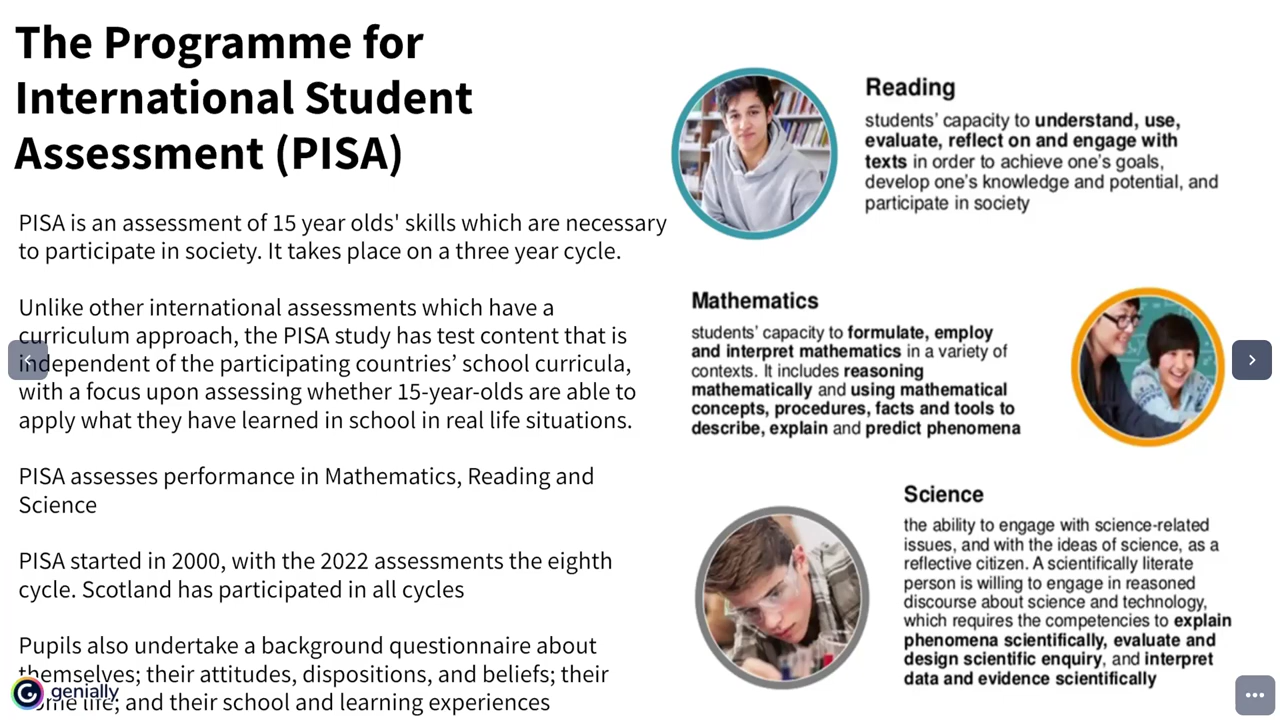 The Programme for
International Student
Assessment (PISA)
PISA is an assessment of 15 year olds' skills which are necessary
to participate in society. It takes place on a three year cycle.
Unlike other international assessments which have a
curriculum approach, the PISA study has test content that is
independent of the participating countries’ school curricula,
with a focus upon assessing whether 15-year-olds are able to
apply what they have learned in school in real life situations.
PISA assesses performance in Mathematics, Reading and
Science
PISA started in 2000, with the 2022 assessments the eighth
cycle. Scotland has participated in all cycles
Pupils also undertake a background questionnaire about
themselves; their attitudes, dispositions, and beliefs; their
home life; and their school and learning experiences
genially
Reading
students’ capacity to understand, use,
evaluate, reflect on and engage with
texts in order to achieve one’s goals,
develop one’s knowledge and potential, and
participate in society
Mathematics
students’ capacity to formulate, employ
and interpret mathematics in a variety of
contexts. It includes reasoning
mathematically and using mathematical
concepts, procedures, facts and tools to
describe, explain and predict phenomena
Science
the ability to engage with science-related
issues, and with the ideas of science, as a
reflective citizen. A scientifically literate
person is willing to engage in reasoned
discourse about science and technology,
which requires the competencies to explain
phenomena scientifically, evaluate and
design scientific enquiry, and interpret
data and evidence scientifically